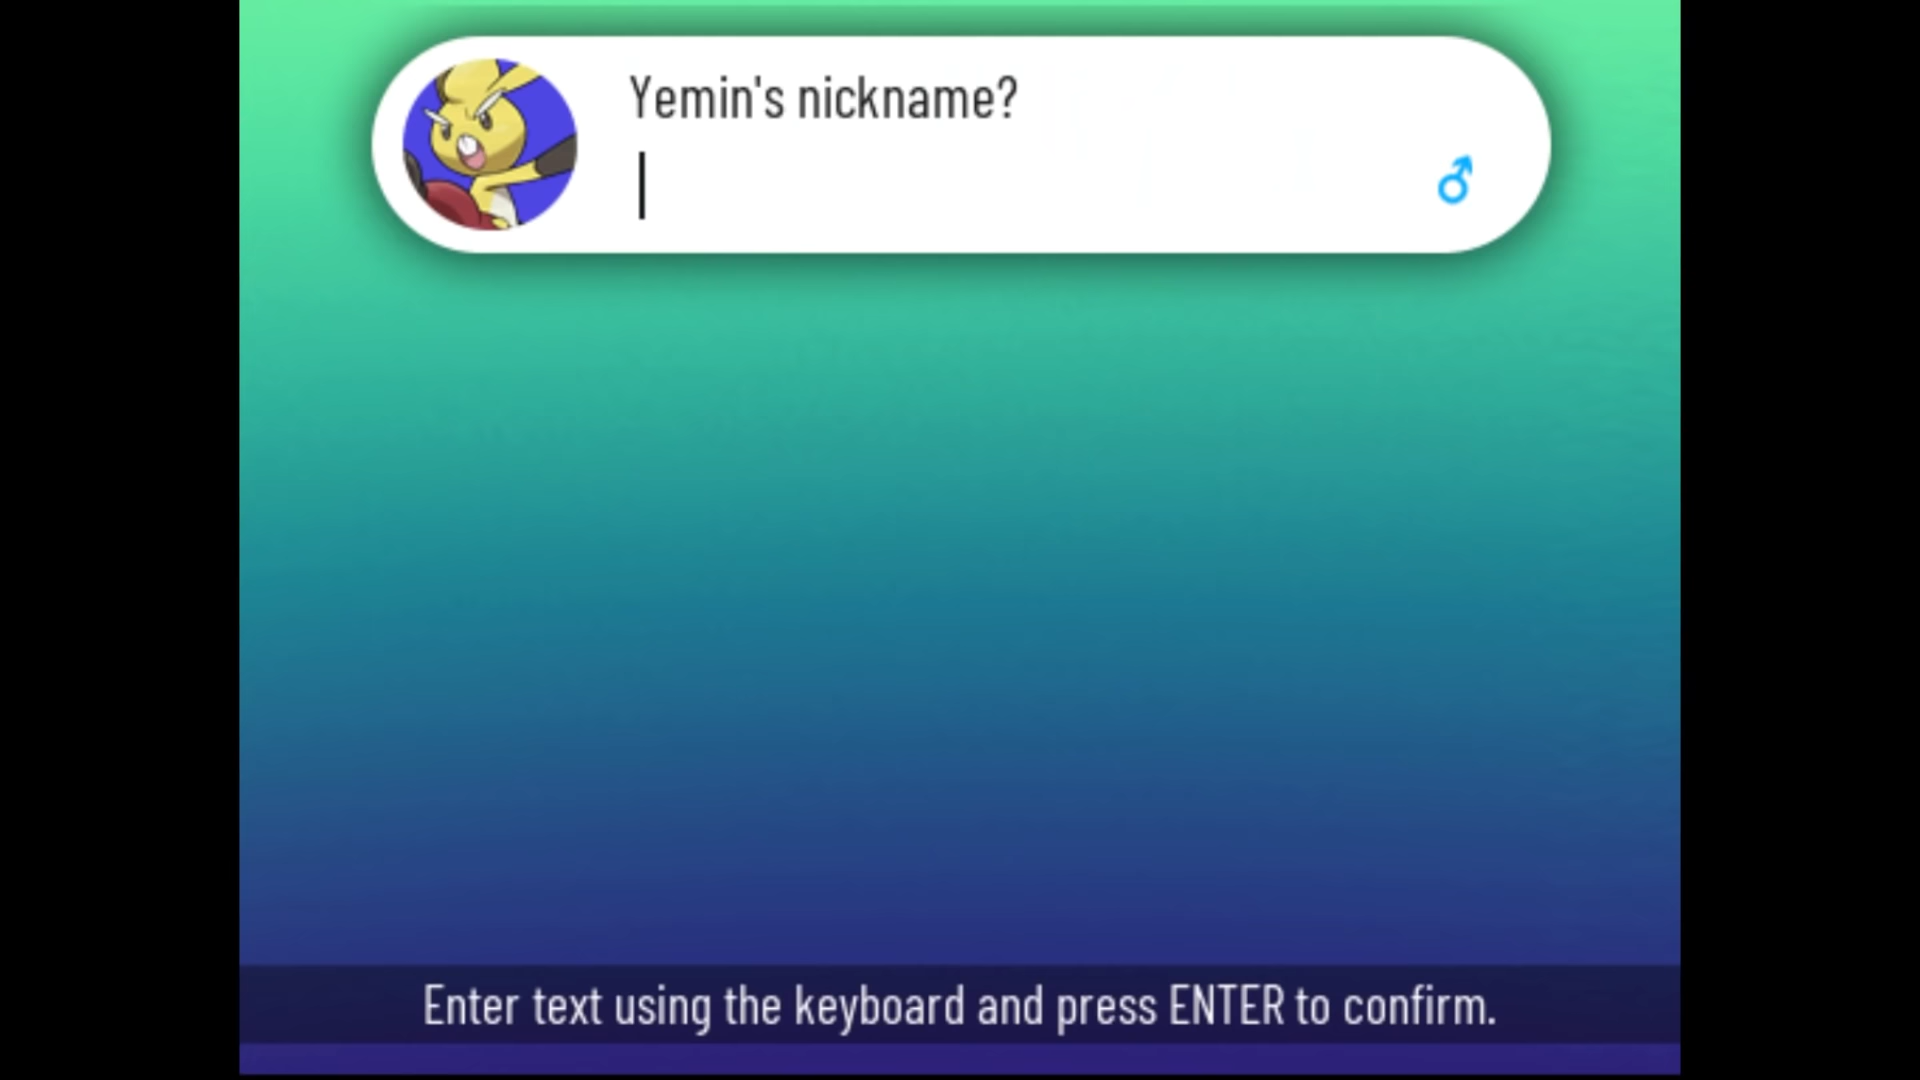 Yemin's nickname?
Enter text using the keyboard and press ENTER to confirm.